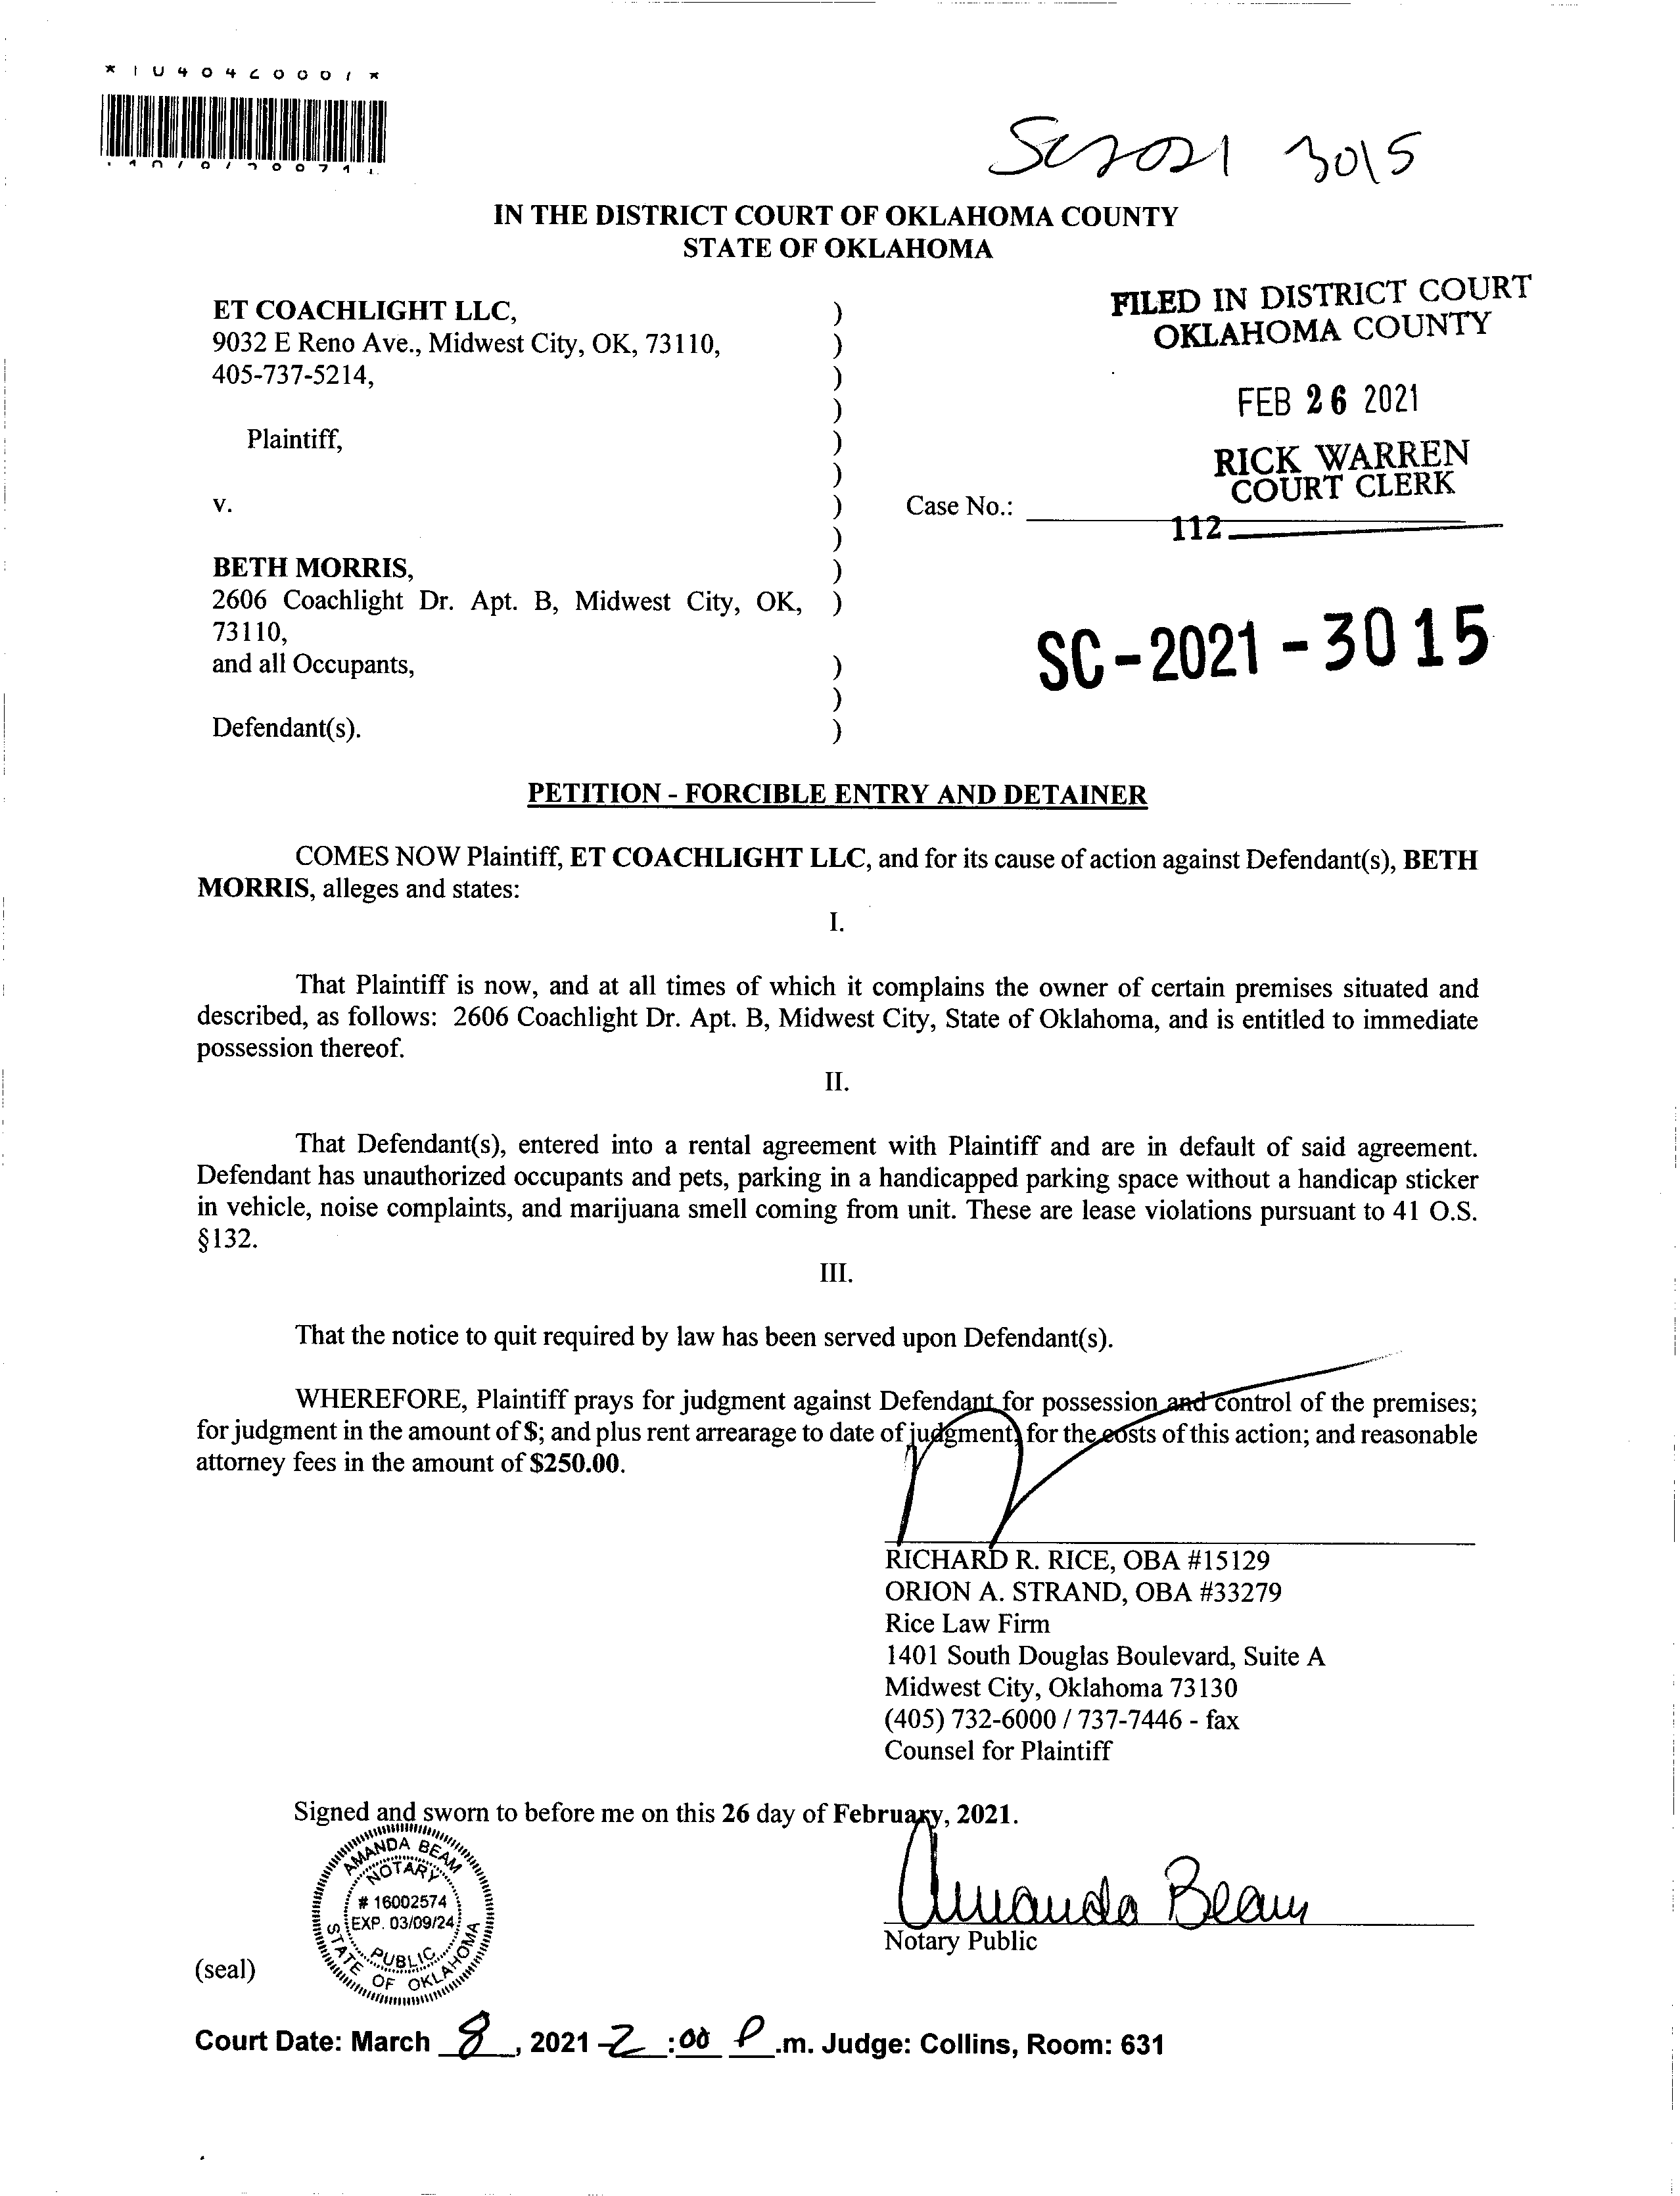 SC2021 3015
IN THE DISTRICT COURT OF OKLAHOMA COUNTY
STATE OF OKLAHOMA
ET COACHLIGHT LLC, )
9032 E Reno Ave., Midwest City, OK, 73110, )
405-737-5214, )
)
Plaintiff, )
)
v. )
)
BETH MORRIS, )
2606 Coachlight Dr. Apt. B, Midwest City, OK, )
73110,
and all Occupants, )
)
Defendant(s). )
FILED IN DISTRICT COURT
OKLAHOMA COUNTY
FEB 26 2021
RICK WARREN
COURT CLERK
Case No.:
112
SC-2021-3015
PETITION - FORCIBLE ENTRY AND DETAINER
COMES NOW Plaintiff, ET COACHLIGHT LLC, and for its cause of action against Defendant(s), BETH
MORRIS, alleges and states:
I.
That Plaintiff is now, and at all times of which it complains the owner of certain premises situated and
described, as follows: 2606 Coachlight Dr. Apt. B, Midwest City, State of Oklahoma, and is entitled to immediate
possession thereof.
II.
That Defendant(s), entered into a rental agreement with Plaintiff and are in default of said agreement.
Defendant has unauthorized occupants and pets, parking in a handicapped parking space without a handicap sticker
in vehicle, noise complaints, and marijuana smell coming from unit. These are lease violations pursuant to 41 O.S.
§132.
III.
That the notice to quit required by law has been served upon Defendant(s).
WHEREFORE, Plaintiff prays for judgment against Defendant for possession and control of the premises;
for judgment in the amount of $; and plus rent arrearage to date of judgment, for the costs of this action; and reasonable
attorney fees in the amount of $250.00.
RICHARD R. RICE, OBA #15129
ORION A. STRAND, OBA #33279
Rice Law Firm
1401 South Douglas Boulevard, Suite A
Midwest City, Oklahoma 73130
(405) 732-6000 / 737-7446 - fax
Counsel for Plaintiff
Signed and sworn to before me on this 26 day of February, 2021.
AMANDA BEAM
NOTARY
# 16002574
EXP. 03/09/24
PUBLIC
STATE OF OKLAHOMA
Amanda Beam
Notary Public
(seal)
Court Date: March 8, 2021 - 2:00 P.m. Judge: Collins, Room: 631